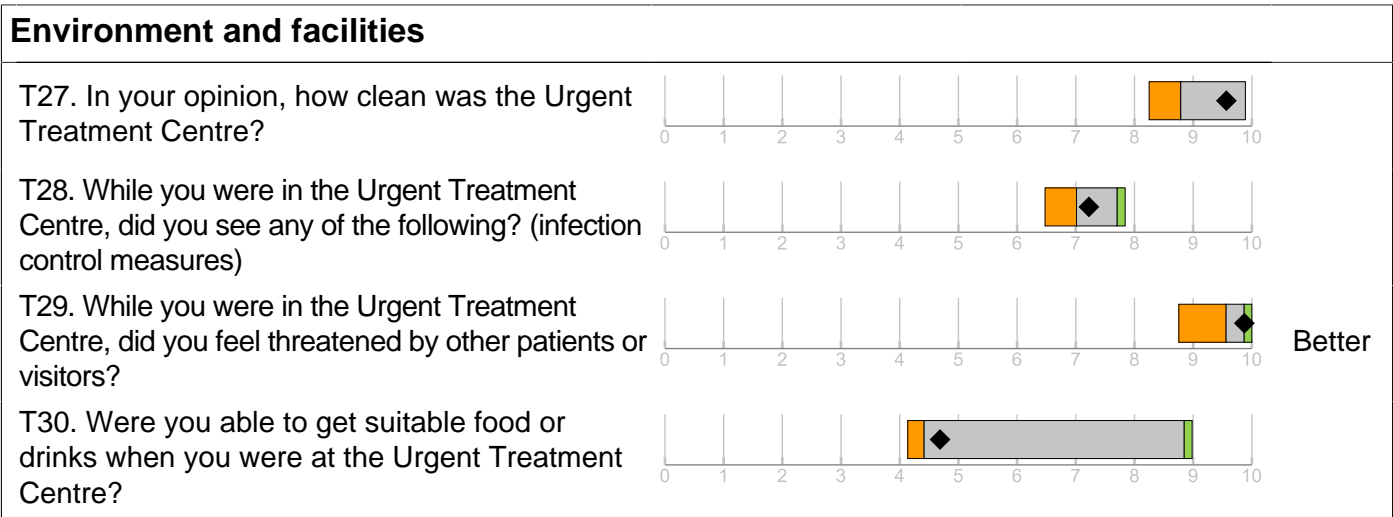 Environment and facilities
T27. In your opinion, how clean was the Urgent
Treatment Centre?
0 1 2 3 4 5 6 7 8 9 10
T28. While you were in the Urgent Treatment
Centre, did you see any of the following? (infection
control measures)
0 1 2 3 4 5 6 7 8 9 10
T29. While you were in the Urgent Treatment
Centre, did you feel threatened by other patients or
visitors?
0 1 2 3 4 5 6 7 8 9 10
Better
T30. Were you able to get suitable food or
drinks when you were at the Urgent Treatment
Centre?
0 1 2 3 4 5 6 7 8 9 10